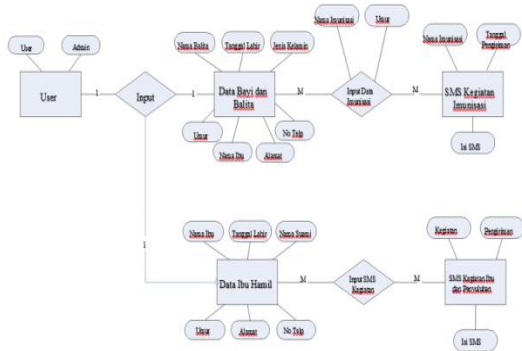 User
Admin
User
1
Input
1
Nama Balita
Tanggal Lahir
Jenis Kelamin
Data Bayi dan
Balita
Umur
Nama Ibu
Alamat
No Telp
M
Nama Imunisasi
Umur
Input Data
Imunisasi
M
Nama Imunisasi
Tanggal
Pengiriman
SMS Kegiatan
Imunisasi
Isi SMS
1
Nama Ibu
Tanggal Lahir
Nama Suami
Data Ibu Hamil
Umur
Alamat
No Telp
M
Input SMS
Kegiatan
M
Kegiatan
Pengiriman
SMS Kegiatan Ibu
dan Penyuluhan
Isi SMS